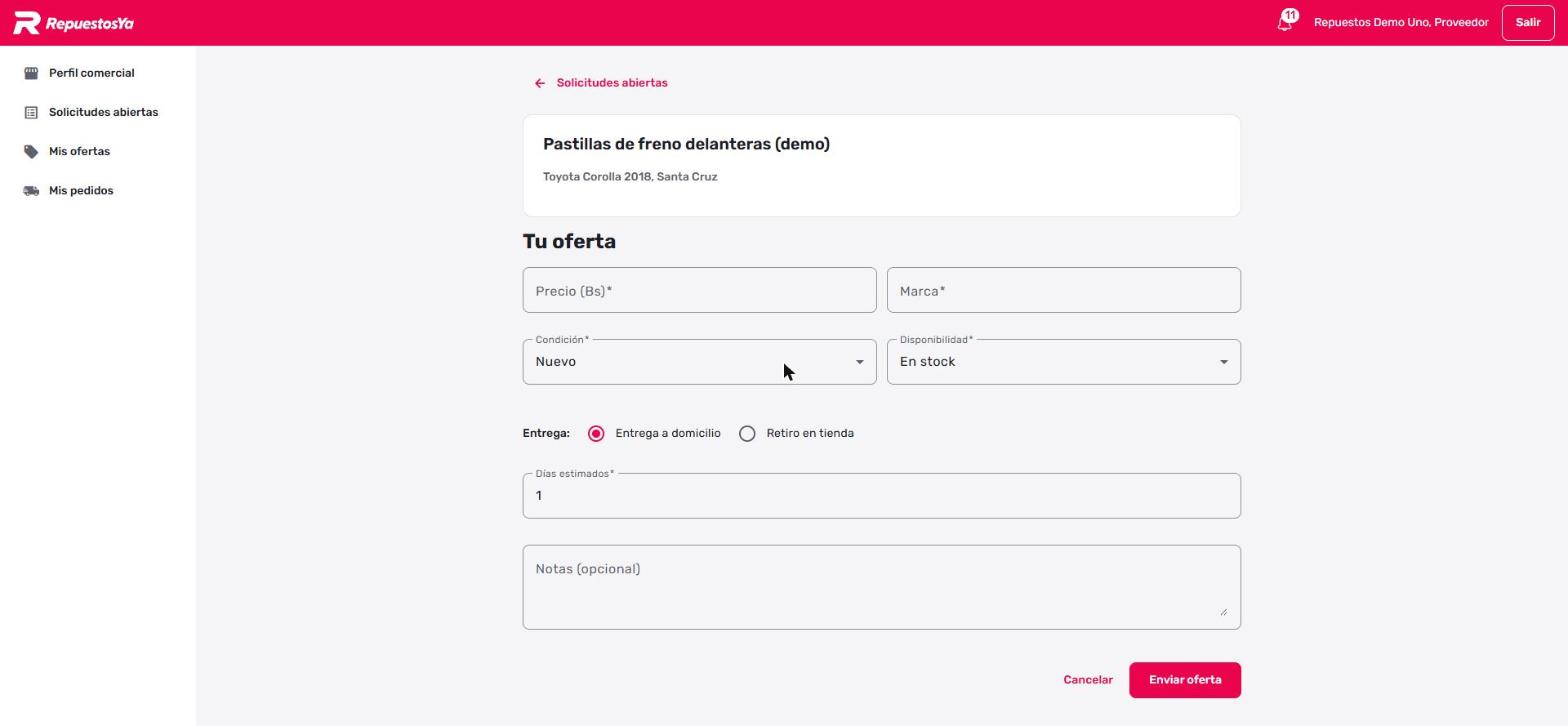 RepuestosYa
11
Repuestos Demo Uno, Proveedor
Salir
Perfil comercial
Solicitudes abiertas
Mis ofertas
Mis pedidos
Solicitudes abiertas
Pastillas de freno delanteras (demo)
Toyota Corolla 2018, Santa Cruz
Tu oferta
Precio (Bs)*
Marca*
Condición*
Nuevo
Disponibilidad*
En stock
Entrega:
Entrega a domicilio
Retiro en tienda
Días estimados*
1
Notas (opcional)
Cancelar
Enviar oferta